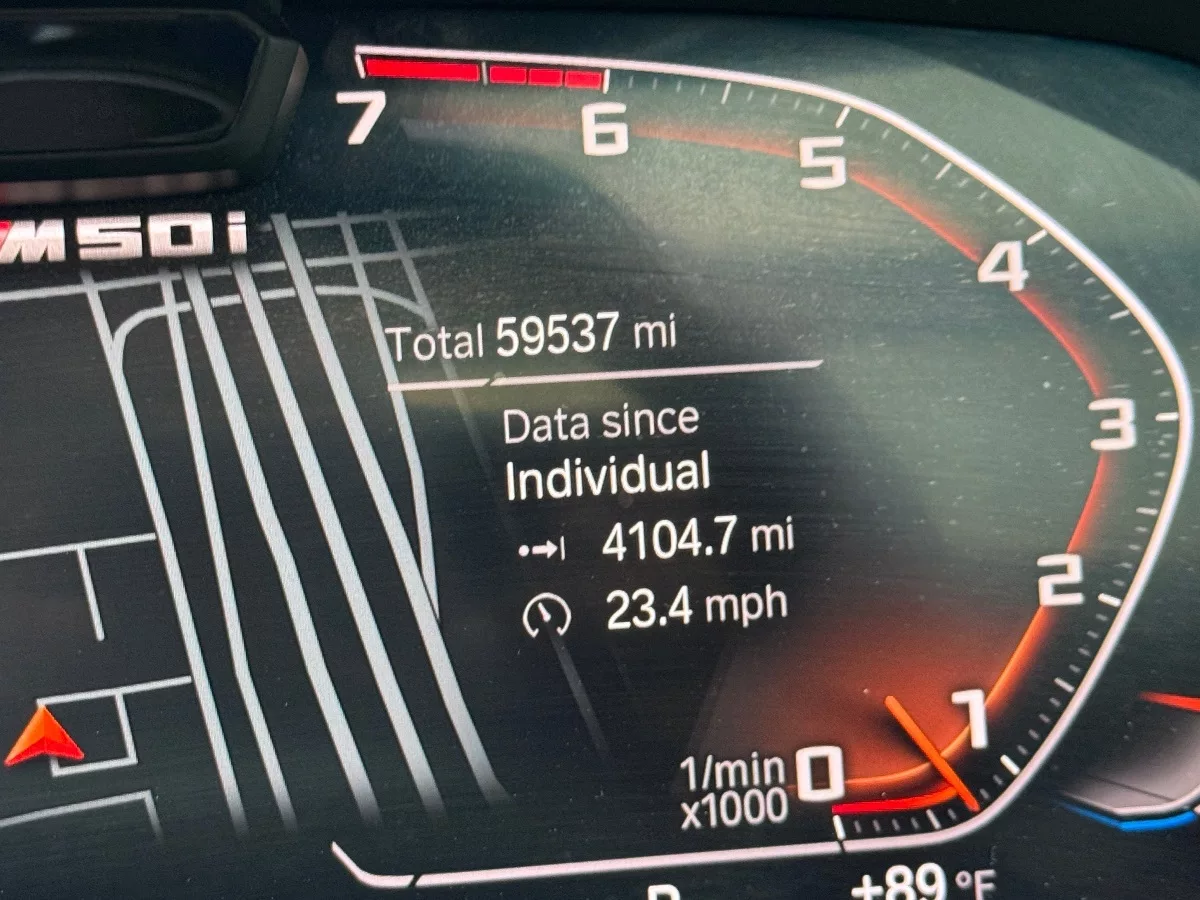 7
6
5
4
3
2
1
0
M50i
Total 59537 mi
Data since
Individual
4104.7 mi
23.4 mph
1/min
x1000
+89 °F